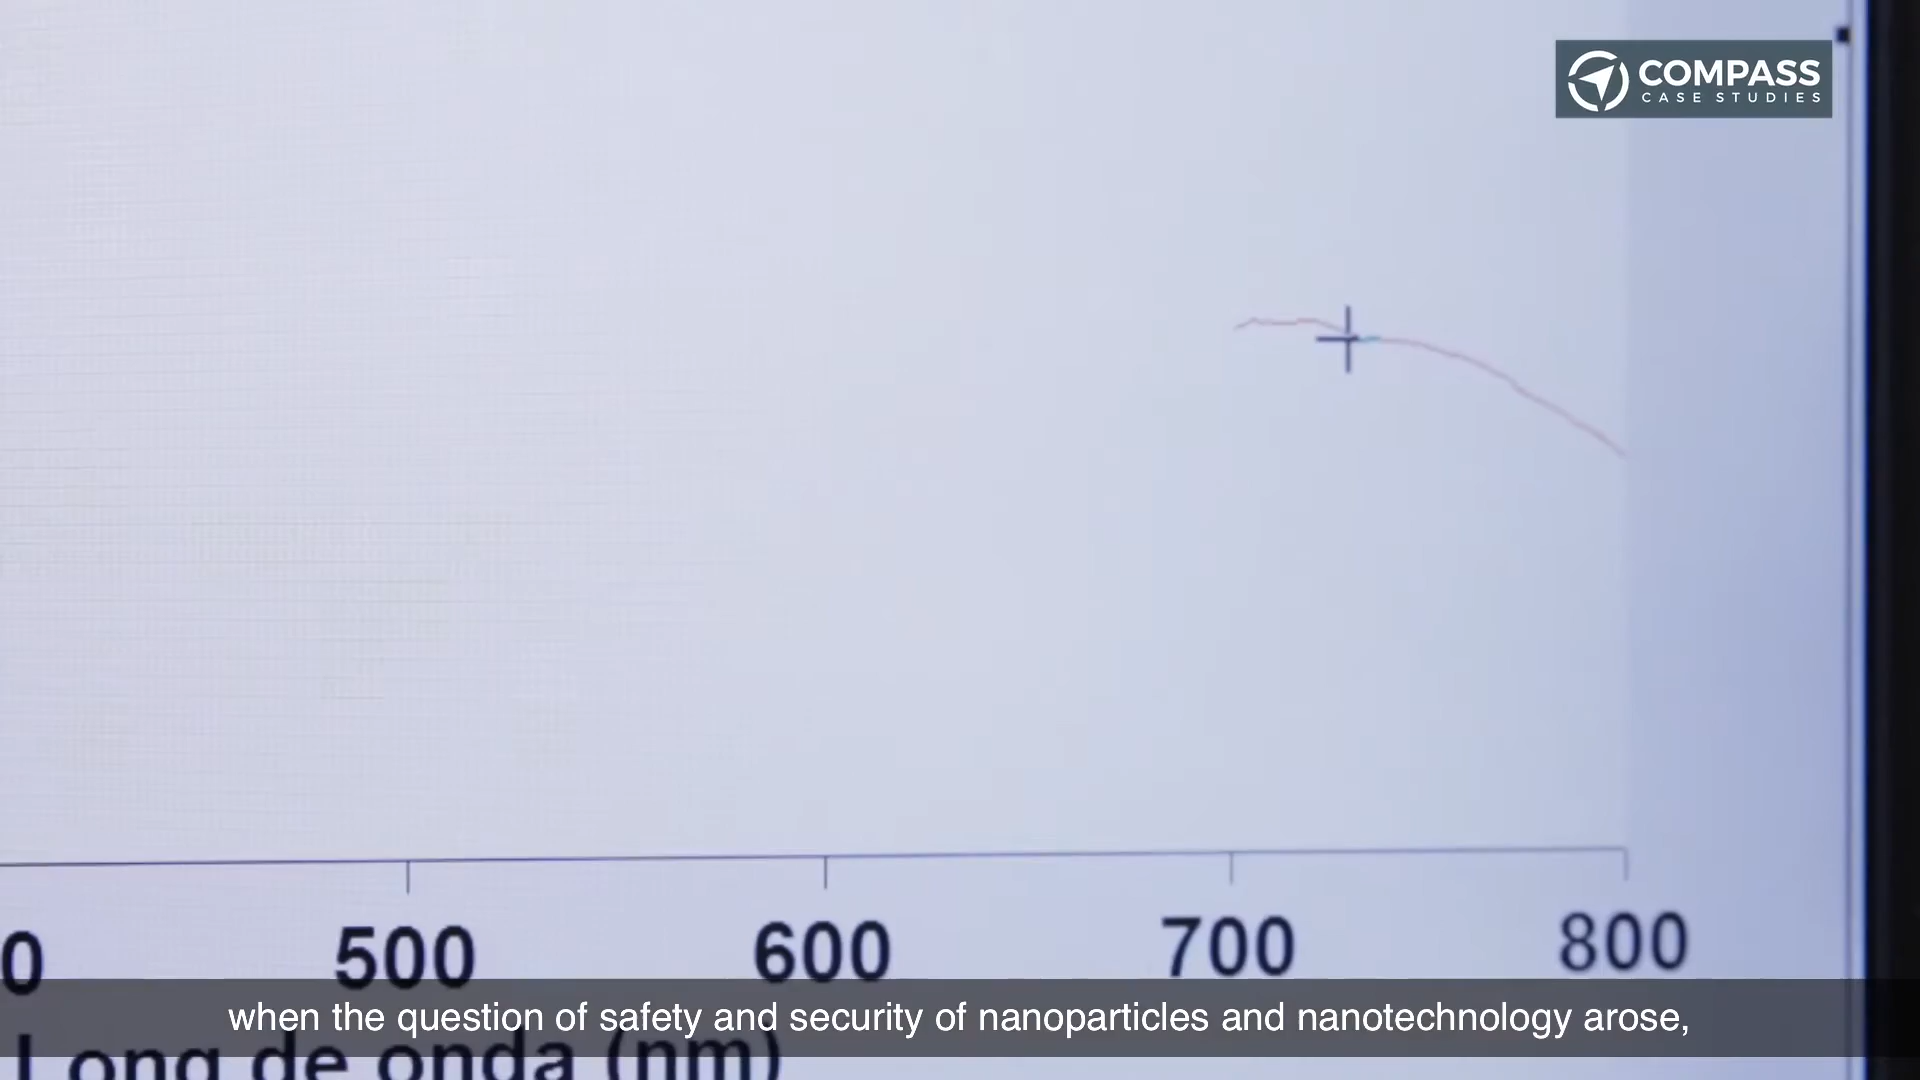 COMPASS
CASE STUDIES
0 500 600 700 800
when the question of safety and security of nanoparticles and nanotechnology arose,
Long de onda (nm)